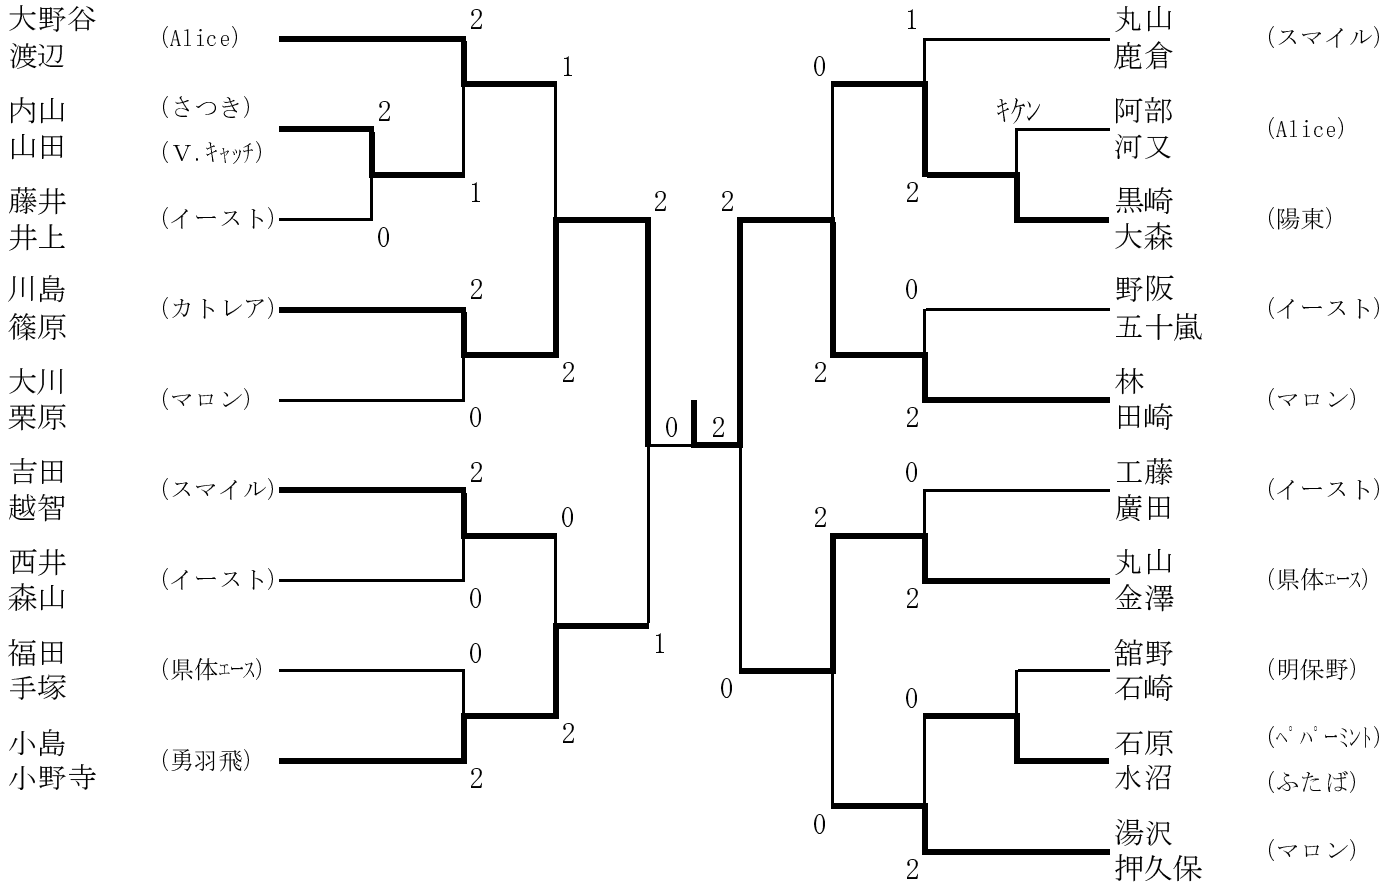 大野谷
渡辺
(Alice)
内山
山田
(さつき)
(Ｖ.ｷｬｯﾁ)
藤井
井上
(イースト)
川島
篠原
(カトレア)
大川
栗原
(マロン)
吉田
越智
(スマイル)
西井
森山
(イースト)
福田
手塚
(県体ｴｰｽ)
小島
小野寺
(勇羽飛)
2
1
2
1
0
2
2
2
0
2
0
0
0
1
2
2
0
2
1
0
2
キケン
2
0
2
2
0
2
2
0
0
0
2
丸山
鹿倉
(スマイル)
阿部
河又
(Alice)
黒崎
大森
(陽東)
野阪
五十嵐
(イースト)
林
田崎
(マロン)
工藤
廣田
(イースト)
丸山
金澤
(県体ｴｰｽ)
舘野
石崎
(明保野)
石原
水沼
(ﾍﾟﾊﾟｰﾐﾝﾄ)
(ふたば)
湯沢
押久保
(マロン)